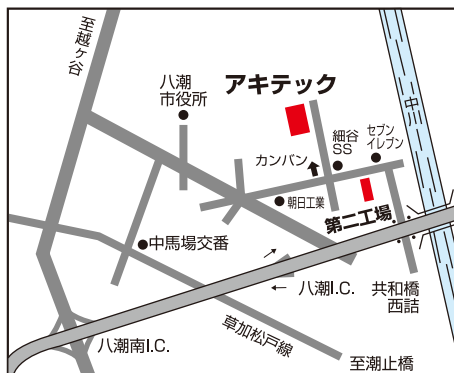 至越ヶ谷
八潮
市役所
アキテック
中川
細谷
SS
セブン
イレブン
カンバン
朝日工業
第二工場
中馬場交番
八潮I.C.
共和橋
西詰
八潮南I.C.
草加松戸線
至潮止橋